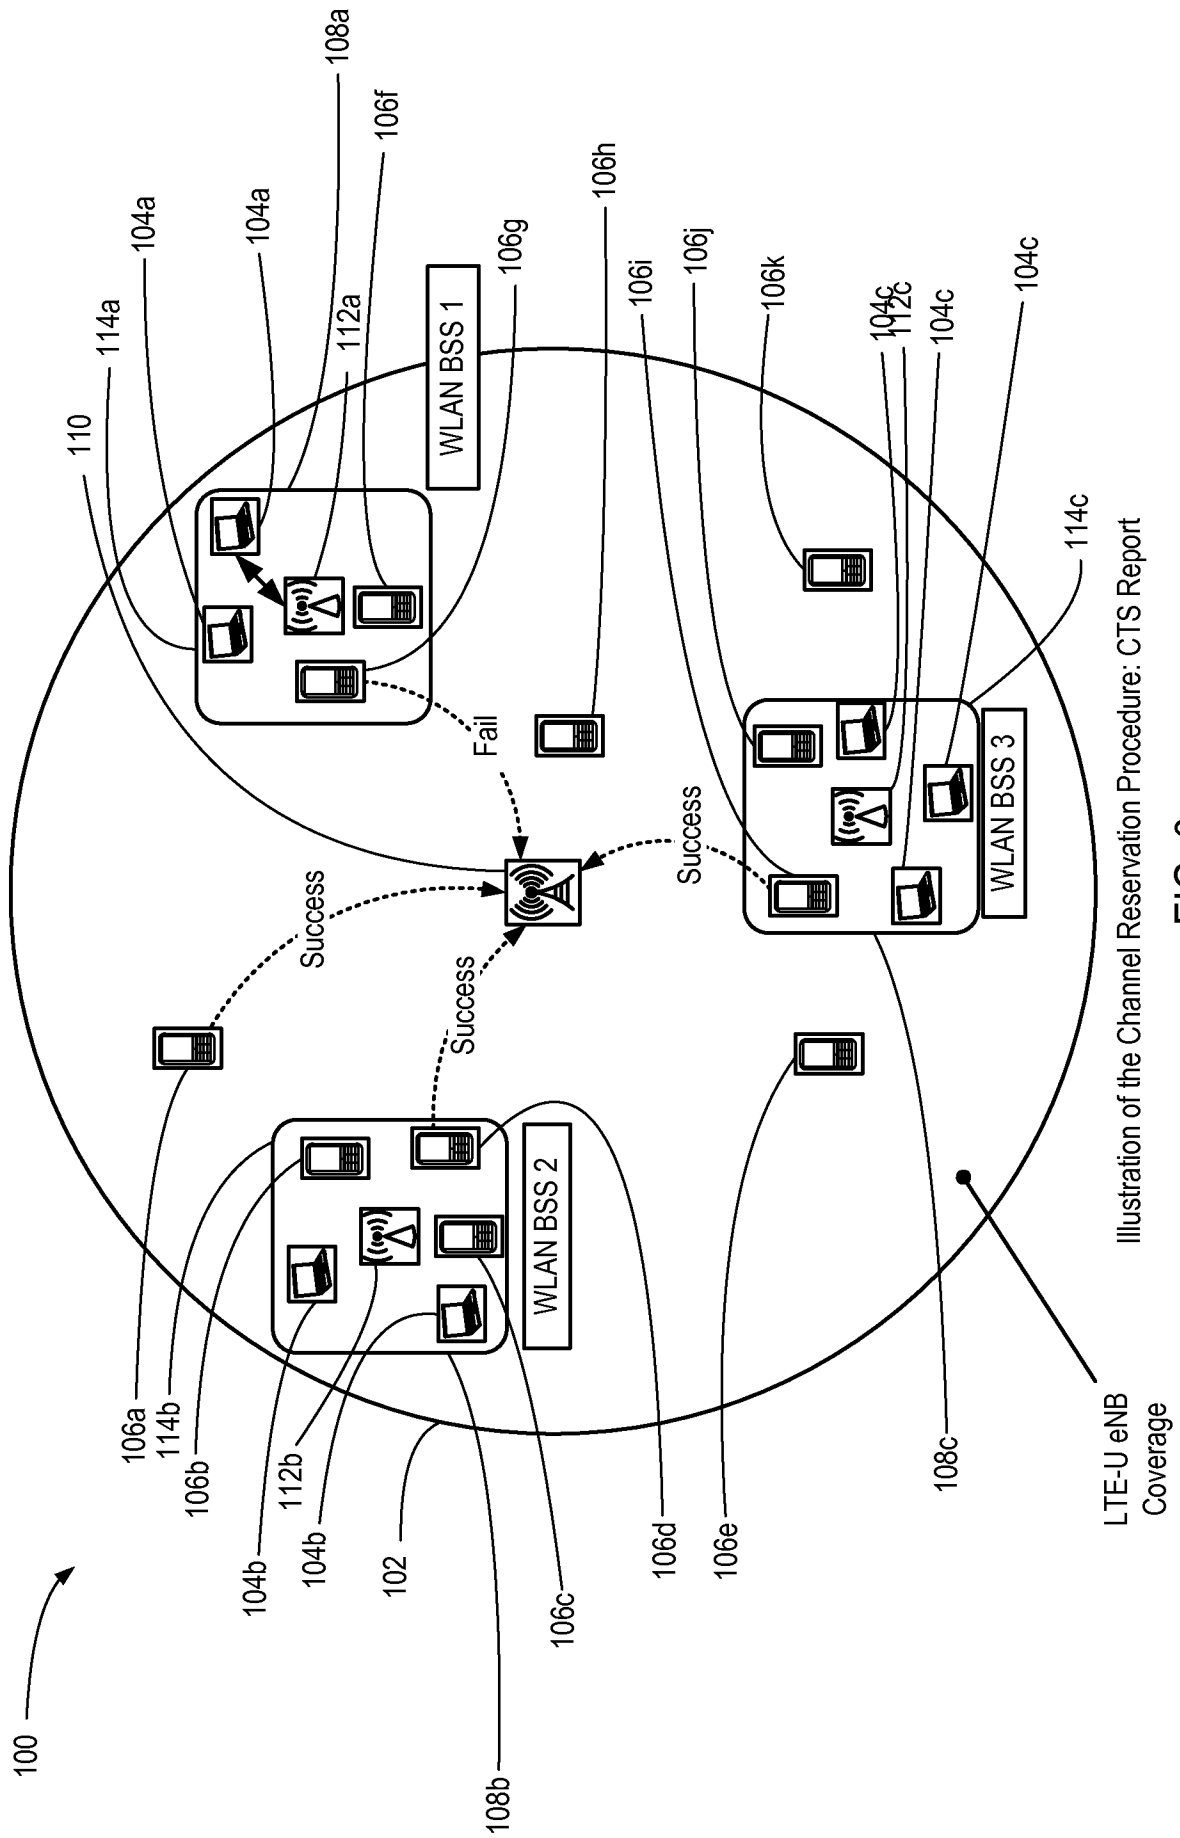 100
110
114a
106a
104a
114b
106b
104b
104a
112b
Success
104b
108a
112a
106f
102
WLAN BSS 1
Success
Fail
108b
106g
WLAN BSS 2
106c
106h
106i
106d
Success
106j
106e
106k
104c
112c
104c
108c
WLAN BSS 3
104c
114c
LTE-U eNB
Coverage
Illustration of the Channel Reservation Procedure: CTS Report
FIG.